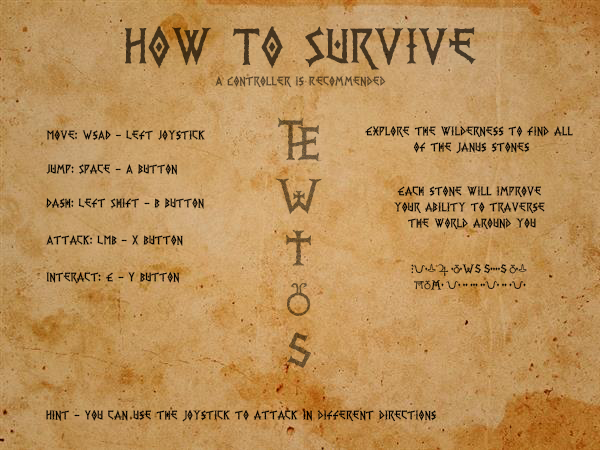 HOW TO SURVIVE
A CONTROLLER IS RECOMMENDED
MOVE: WSAD - LEFT JOYSTICK
JUMP: SPACE - A BUTTON
DASH: LEFT SHIFT - B BUTTON
ATTACK: LMB - X BUTTON
INTERACT: E - Y BUTTON
EXPLORE THE WILDERNESS TO FIND ALL
OF THE JANUS STONES
EACH STONE WILL IMPROVE
YOUR ABILITY TO TRAVERSE
THE WORLD AROUND YOU
HINT - YOU CAN USE THE JOYSTICK TO ATTACK IN DIFFERENT DIRECTIONS